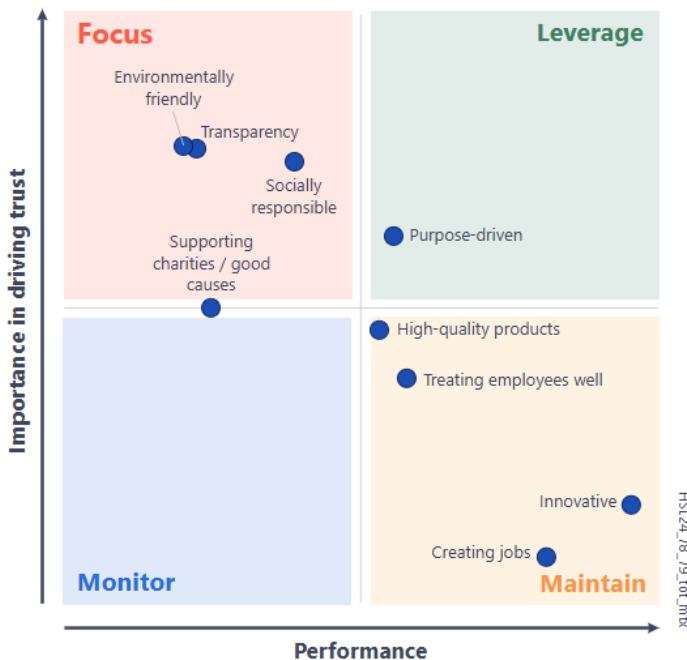 Focus
Leverage
Environmentally
friendly
Transparency
Socially
responsible
Supporting
charities / good
causes
Purpose-driven
High-quality products
Treating employees well
Innovative
Creating jobs
Monitor
Maintain
Importance in driving trust
Performance
HSL24_78_79_tot_mtx